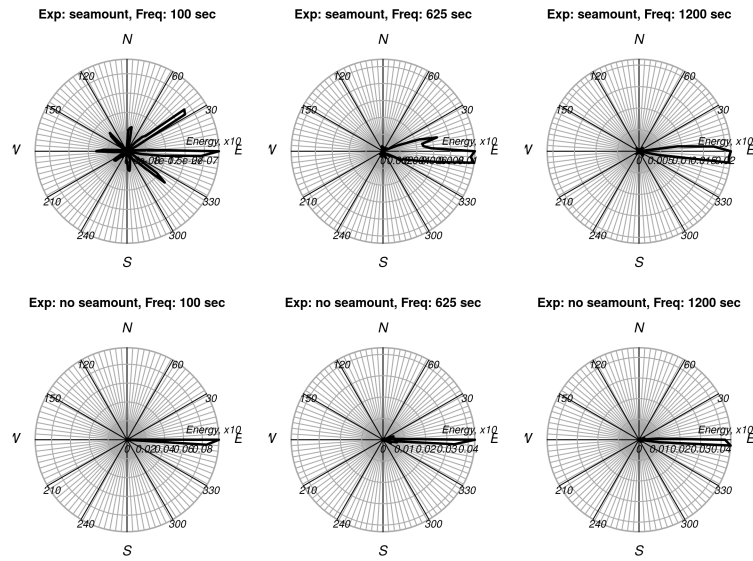 Exp: seamount, Freq: 100 sec
Exp: seamount, Freq: 625 sec
Exp: seamount, Freq: 1200 sec
N
N
N
120
60
120
60
120
60
150
30
150
30
150
30
Energy, x10
Energy, x10
Energy, x10
E
E
E
210
330
210
330
210
330
240
300
240
300
240
300
S
S
S
Exp: no seamount, Freq: 100 sec
Exp: no seamount, Freq: 625 sec
Exp: no seamount, Freq: 1200 sec
N
N
N
120
60
120
60
120
60
150
30
150
30
150
30
Energy, x10
Energy, x10
Energy, x10
E
E
E
0 0.02 0.04 0.06 0.08
0 0.01 0.02 0.03 0.04
0 0.01 0.02 0.03 0.04
210
330
210
330
210
330
240
300
240
300
240
300
S
S
S